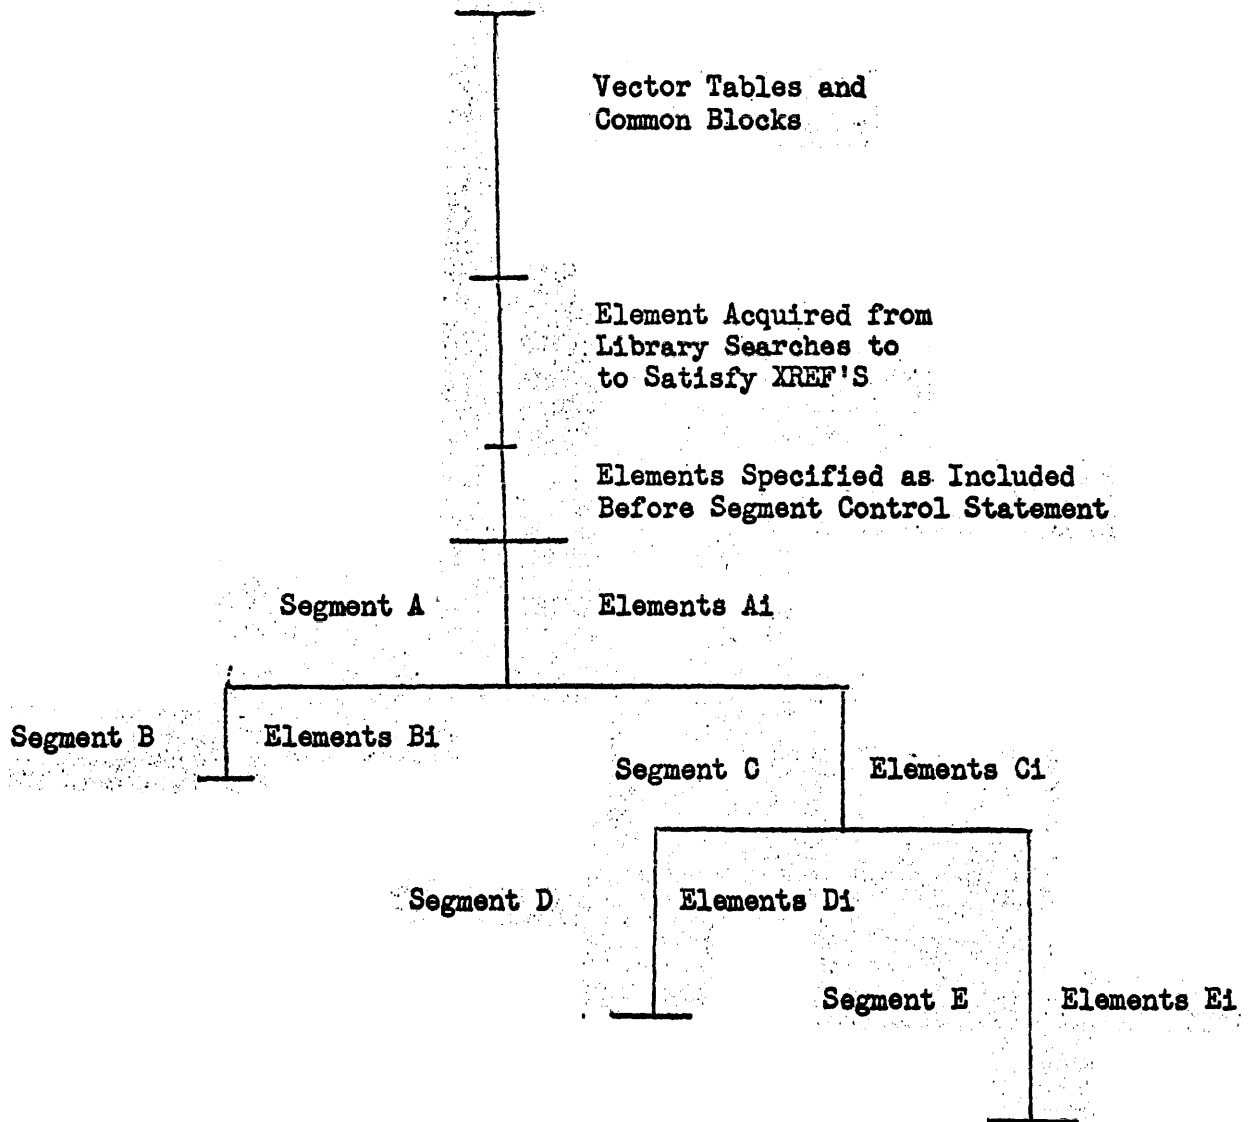 Vector Tables and
Common Blocks
Element Acquired from
Library Searches to
to Satisfy XREF'S
Elements Specified as Included
Before Segment Control Statement
Segment A
Elements Ai
Segment B
Elements Bi
Segment C
Elements Ci
Segment D
Elements Di
Segment E
Elements Ei